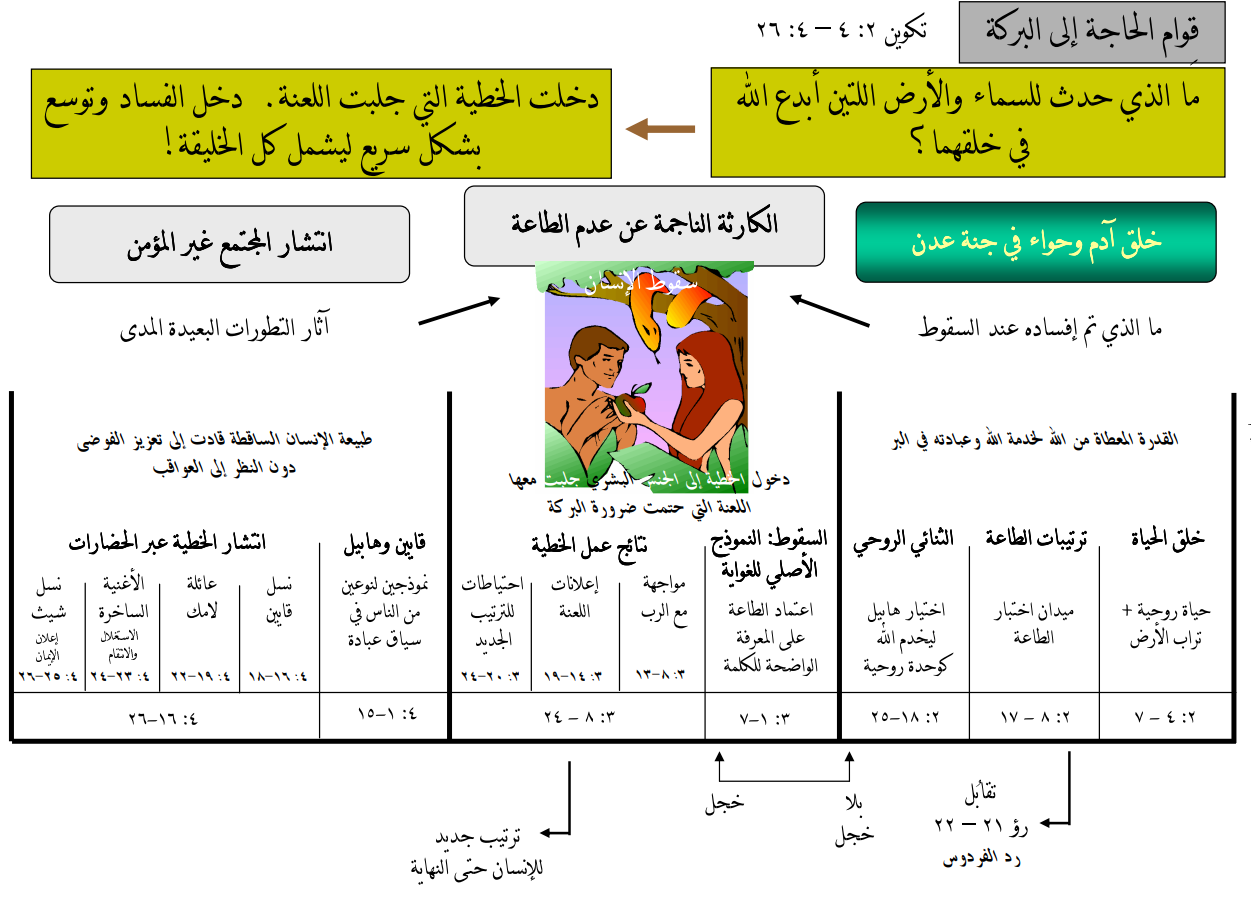 قوام الحاجة إلى البركة
تكوين ٢: ٤ – ٤: ٢٦
ما الذي حدث للسماء والأرض اللتين أبدع الله
في خلقهما؟
دخلت الخطية التي جلبت اللعنة. دخل الفساد وتوسع
بشكل سريع ليشمل كل الخليقة!
خلق آدم وحواء في جنة عدن
الكارثة الناجمة عن عدم الطاعة
انتشار المجتمع غير المؤمن
سقوط الإنسان
ما الذي تم إفساده عند السقوط
آثار التطورات البعيدة المدى
القدرة المعطاة من الله لخدمة الله وعبادته في البر
دخول الخطية إلى الجنس البشري جلبت معها
اللعنة التي حتمت ضرورة البركة
طبيعة الإنسان الساقطة قادت إلى تعزيز الفوضى
دون النظر إلى العواقب
خلق الحياة
حياة روحية +
تراب الأرض
٢: ٤ – ٧
ترتيبات الطاعة
ميدان اختبار
الطاعة
٢: ٨ – ١٧
الثنائي الروحي
اختيار هابيل
ليخدم الله
كوحدة روحية
٢: ١٨–٢٥
السقوط: النموذج
الأصلي للغواية
اعتماد الطاعة
على المعرفة
الواضحة للكلمة
٣: ١–٧
نتائج عمل الخطية
مواجهة
مع الرب
٣: ٨–١٣
إعلانات
اللعنة
٣: ١٤–١٩
احتياطات
للترتيب
الجديد
٣: ٢٠–٢٤
٣: ٨ – ٢٤
قايين وهابيل
نموذجين لنوعين
من الناس في
سياق عبادة
٤: ١–١٥
انتشار الخطية عبر الحضارات
نسل
قايين
٤: ١٦–١٨
عائلة
لامك
٤: ١٩–٢٢
الأغنية
الساخرة
الاستغلال
والانتقام
٤: ٢٣–٢٤
نسل
شيث
إعلان
الإيمان
٤: ٢٥–٢٦
٤: ١٦–٢٦
تقابل
رؤ ٢١ – ٢٢
رد الفردوس
بلا
خجل
خجل
ترتيب جديد
للإنسان حتى النهاية